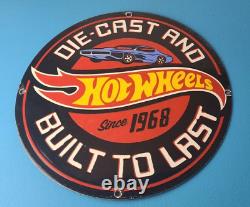 DIE-CAST AND
HOT WHEELS
Since 1968
BUILT TO LAST